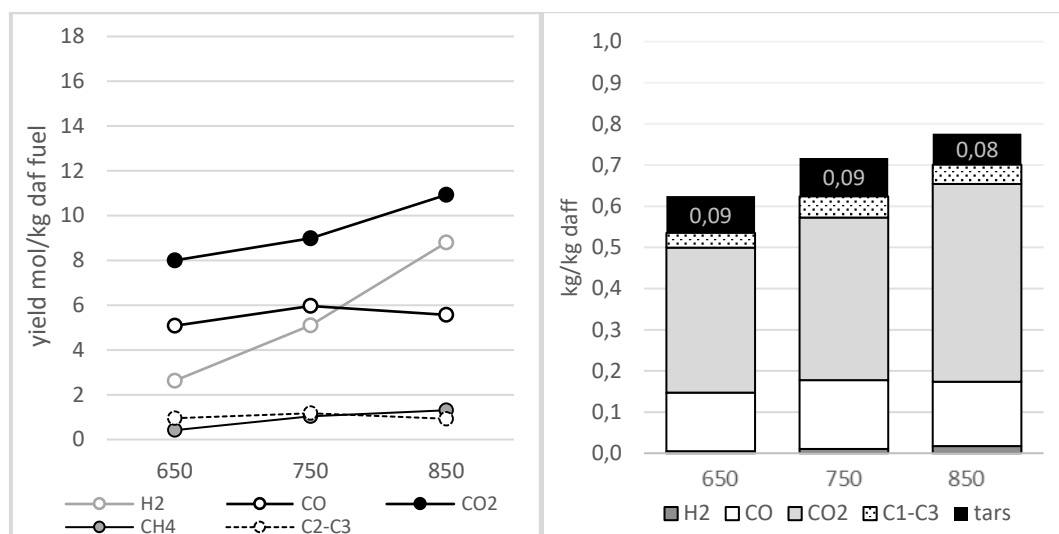 yield mol/kg daf fuel
18
16
14
12
10
8
6
4
2
0
650 750 850
H2 CO CO2
CH4 C2-C3
kg/kg daff
1,0
0,9
0,8
0,7
0,6
0,5
0,4
0,3
0,2
0,1
0,0
0,09 0,09 0,08
650 750 850
H2 CO CO2 C1-C3 tars